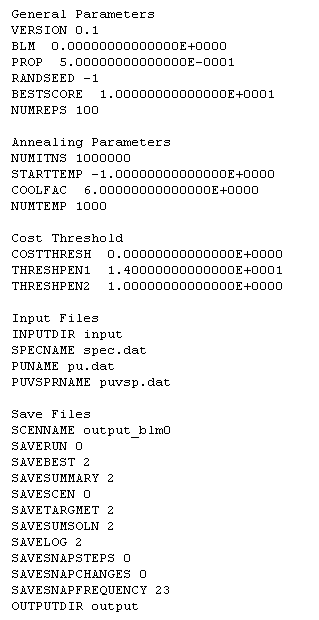 General Parameters
VERSION 0.1
BLM  0.00000000000000E+0000
PROP  5.00000000000000E-0001
RANDSEED -1
BESTSCORE  1.00000000000000E+0001
NUMREPS 100

Annealing Parameters
NUMITNS 1000000
STARTTEMP -1.00000000000000E+0000
COOLFAC  6.00000000000000E+0000
NUMTEMP 1000

Cost Threshold
COSTTHRESH  0.00000000000000E+0000
THRESHPEN1  1.40000000000000E+0001
THRESHPEN2  1.00000000000000E+0000

Input Files
INPUTDIR input
SPECNAME spec.dat
PUNAME pu.dat
PUVSPRNAME puvsp.dat

Save Files
SCENNAME output_blm0
SAVERUN 0
SAVEBEST 2
SAVESUMMARY 2
SAVESCEN 0
SAVETARGMET 2
SAVESUMSOLN 2
SAVELOG 2
SAVESNAPSTEPS 0
SAVESNAPCHANGES 0
SAVESNAPFREQUENCY 23
OUTPUTDIR output